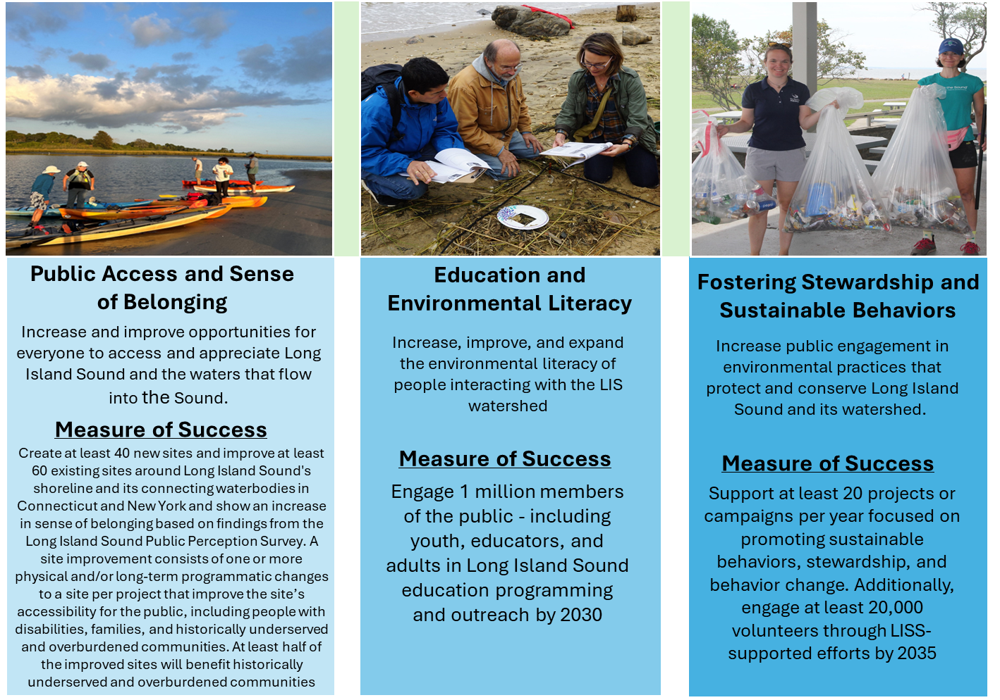 Public Access and Sense
of Belonging
Increase and improve opportunities for
everyone to access and appreciate Long
Island Sound and the waters that flow
into the Sound.
Measure of Success
Create at least 40 new sites and improve at least
60 existing sites around Long Island Sound's
shoreline and its connecting waterbodies in
Connecticut and New York and show an increase
in sense of belonging based on findings from the
Long Island Sound Public Perception Survey. A
site improvement consists of one or more
physical and/or long-term programmatic changes
to a site per project that improve the site’s
accessibility for the public, including people with
disabilities, families, and historically underserved
and overburdened communities. At least half of
the improved sites will benefit historically
underserved and overburdened communities
Education and
Environmental Literacy
Increase, improve, and expand
the environmental literacy of
people interacting with the LIS
watershed
Measure of Success
Engage 1 million members
of the public - including
youth, educators, and
adults in Long Island Sound
education programming
and outreach by 2030
Fostering Stewardship and
Sustainable Behaviors
Increase public engagement in
environmental practices that
protect and conserve Long Island
Sound and its watershed.
Measure of Success
Support at least 20 projects or
campaigns per year focused on
promoting sustainable
behaviors, stewardship, and
behavior change. Additionally,
engage at least 20,000
volunteers through LISS-
supported efforts by 2035